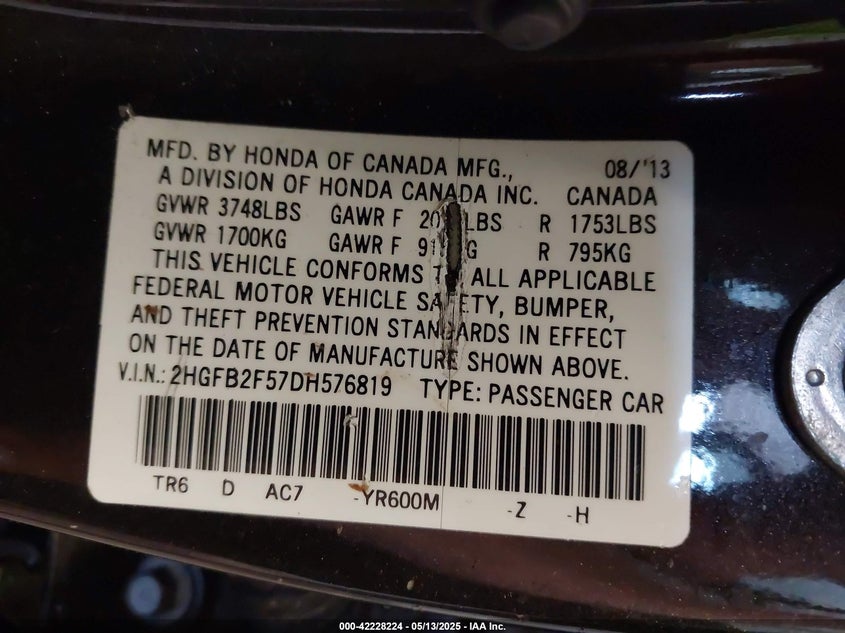 MFD. BY HONDA OF CANADA MFG., 08/'13
A DIVISION OF HONDA CANADA INC. CANADA
GVWR 3748LBS GAWR F LBS R 1753LBS
GVWR 1700KG GAWR F R 795KG
THIS VEHICLE CONFORMS TO ALL APPLICABLE
FEDERAL MOTOR VEHICLE SAFETY, BUMPER,
AND THEFT PREVENTION STANDARDS IN EFFECT
ON THE DATE OF MANUFACTURE SHOWN ABOVE.
V.I.N.: 2HGFB2F57DH576819 TYPE: PASSENGER CAR
TR6 D AC7 -YR600M -Z -H
000-42228224 - 05/13/2025 - IAA Inc.